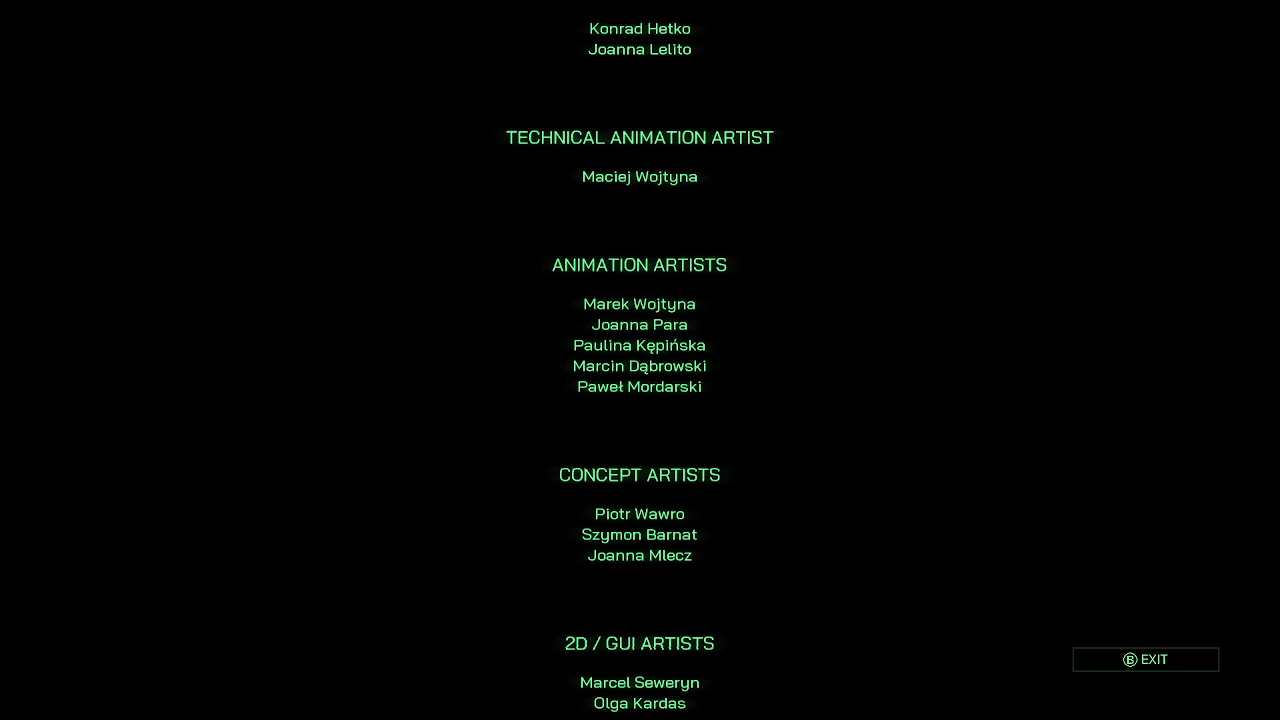 Konrad Hetko
Joanna Lelito
TECHNICAL ANIMATION ARTIST
Maciej Wojtyna
ANIMATION ARTISTS
Marek Wojtyna
Joanna Para
Paulina Kępińska
Marcin Dąbrowski
Paweł Mordarski
CONCEPT ARTISTS
Piotr Wawro
Szymon Barnat
Joanna Mlecz
2D / GUI ARTISTS
Ⓑ EXIT
Marcel Seweryn
Olga Kardas